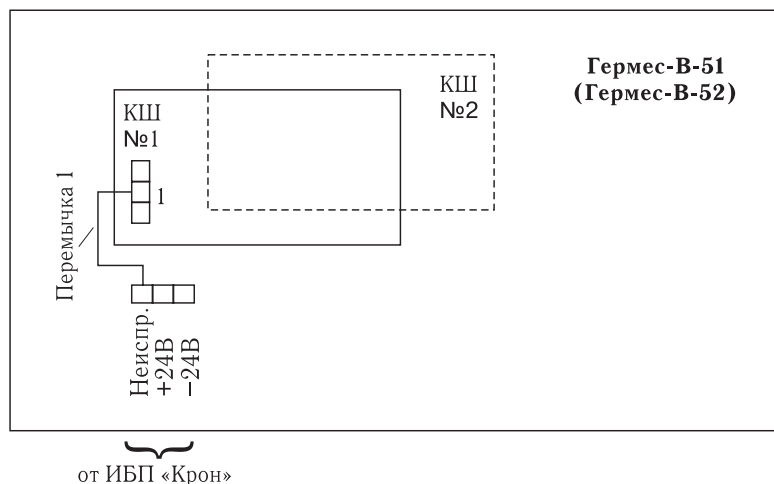 Гермес-В-51
(Гермес-В-52)
КШ
№2
КШ
№1
1
Перемычка 1
Неиспр.
+24В
−24В
от ИБП «Крон»